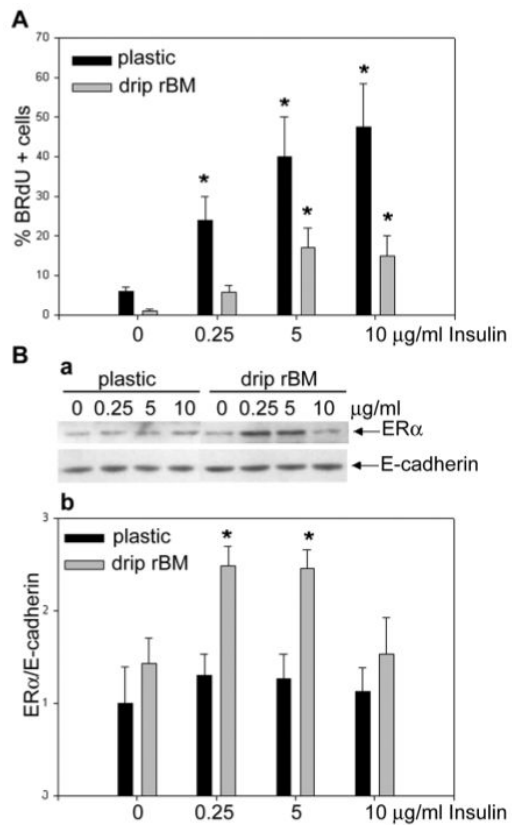 A
70
60
50
40
30
20
10
0
% BRdU + cells
plastic
drip rBM
* * * * *
0 0.25 5 10 µg/ml Insulin
B
a
plastic drip rBM
0 0.25 5 10 0 0.25 5 10 µg/ml
ERα
E-cadherin
b
3
2
1
ERα/E-cadherin
plastic
drip rBM
* *
0 0.25 5 10 µg/ml Insulin